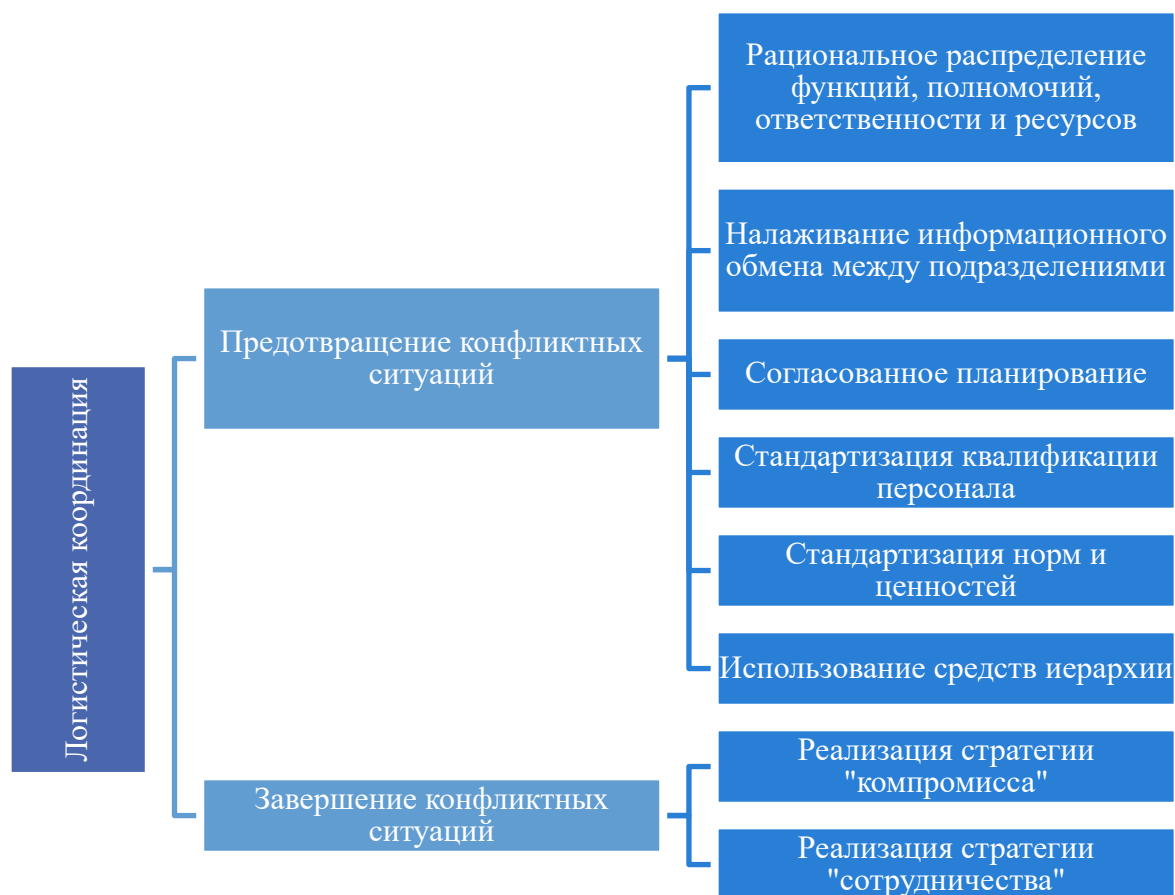 Логистическая координация
Предотвращение конфликтных
ситуаций
Рациональное распределение
функций, полномочий,
ответственности и ресурсов
Налаживание информационного
обмена между подразделениями
Согласованное планирование
Стандартизация квалификации
персонала
Стандартизация норм и
ценностей
Использование средств иерархии
Завершение конфликтных
ситуаций
Реализация стратегии
"компромисса"
Реализация стратегии
"сотрудничества"